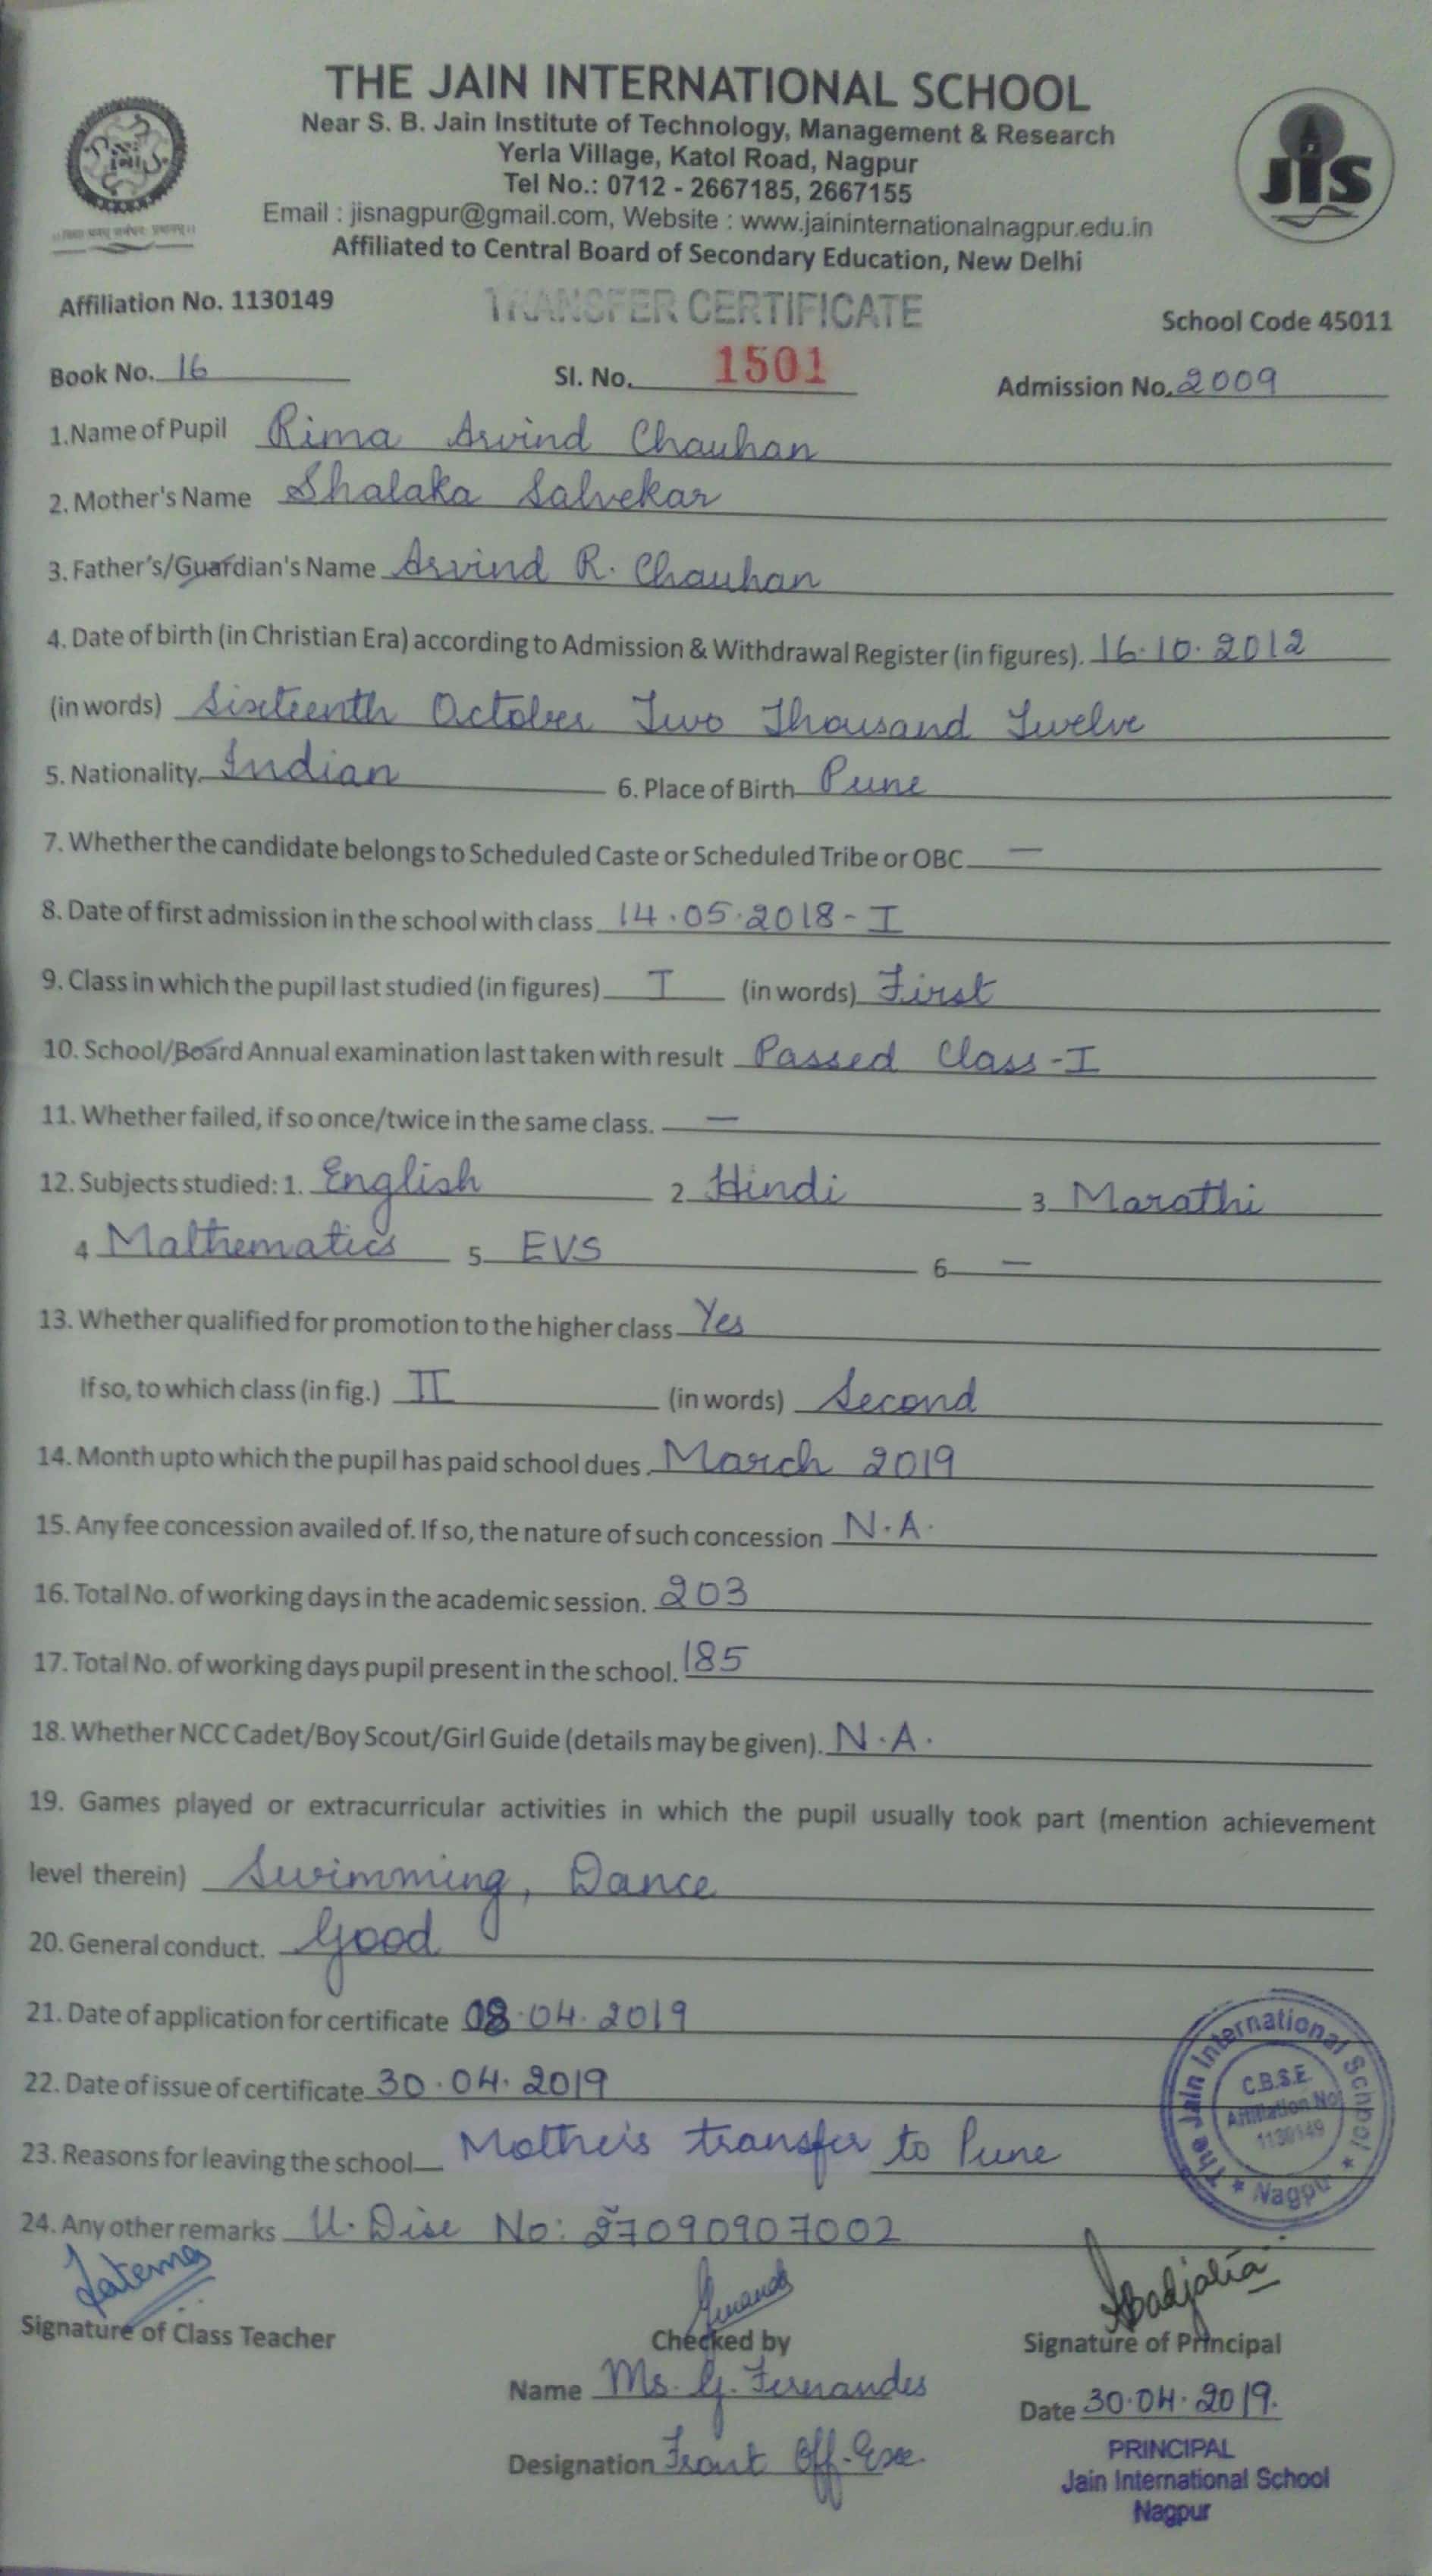 THE JAIN INTERNATIONAL SCHOOL
Near S. B. Jain Institute of Technology, Management & Research
Yerla Village, Katol Road, Nagpur
Tel No.: 0712 - 2667185, 2667155
Email : jisnagpur@gmail.com, Website : www.jaininternationalnagpur.edu.in
Affiliated to Central Board of Secondary Education, New Delhi
JIS
Affiliation No. 1130149
TRANSFER CERTIFICATE
School Code 45011
Book No. 16 Sl. No. 1501 Admission No. 2009
1.Name of Pupil Rima Arvind Chauhan
2. Mother's Name Shalaka Salvekar
3. Father's/Guardian's Name Arvind R. Chauhan
4. Date of birth (in Christian Era) according to Admission & Withdrawal Register (in figures). 16.10.2012
(in words) Sixteenth October Two Thousand Twelve
5. Nationality. Indian 6. Place of Birth Pune
7. Whether the candidate belongs to Scheduled Caste or Scheduled Tribe or OBC —
8. Date of first admission in the school with class 14.05.2018 - I
9. Class in which the pupil last studied (in figures) I (in words) First
10. School/Board Annual examination last taken with result Passed Class - I
11. Whether failed, if so once/twice in the same class. —
12. Subjects studied: 1. English 2. Hindi 3. Marathi
4 Mathematics 5. EVS 6. —
13. Whether qualified for promotion to the higher class Yes
If so, to which class (in fig.) II (in words) Second
14. Month upto which the pupil has paid school dues. March 2019
15. Any fee concession availed of. If so, the nature of such concession N.A.
16. Total No. of working days in the academic session. 203
17. Total No. of working days pupil present in the school. 185
18. Whether NCC Cadet/Boy Scout/Girl Guide (details may be given). N.A.
19. Games played or extracurricular activities in which the pupil usually took part (mention achievement
level therein) Swimming, Dance
20. General conduct. Good
21. Date of application for certificate 08.04.2019
22. Date of issue of certificate 30.04.2019
23. Reasons for leaving the school Mother's transfer to Pune
24. Any other remarks U. Dise No: 27090907002
The Jain International School
C.B.S.E.
Affiliation No.
1130149
★ Nagpur ★
Signature of Class Teacher
Checked by
Signature of Principal
Name Ms. G. Fernandes
Date 30.04.2019.
Designation Front Off. Exe.
PRINCIPAL
Jain International School
Nagpur